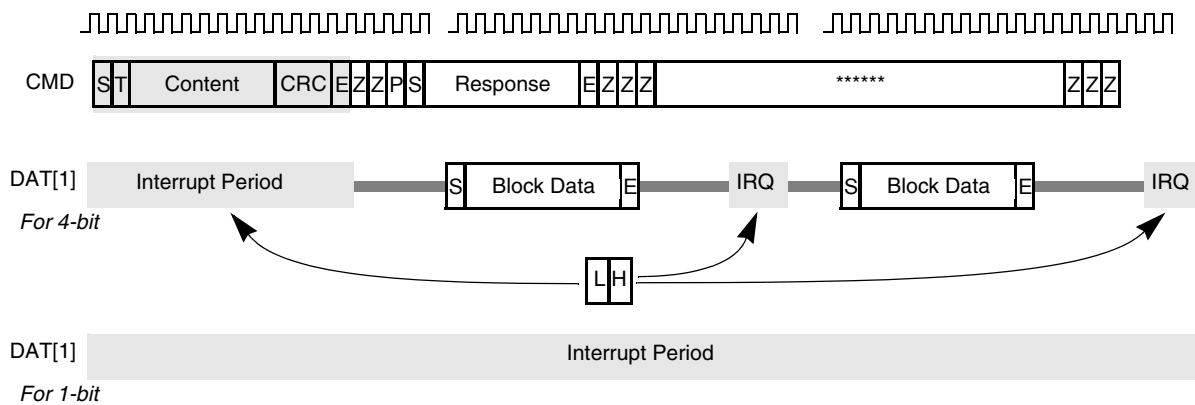 CMD S T Content CRC E Z Z P S Response E Z Z Z ****** Z Z Z
DAT[1] Interrupt Period S Block Data E IRQ S Block Data E IRQ
For 4-bit
L H
DAT[1] Interrupt Period
For 1-bit